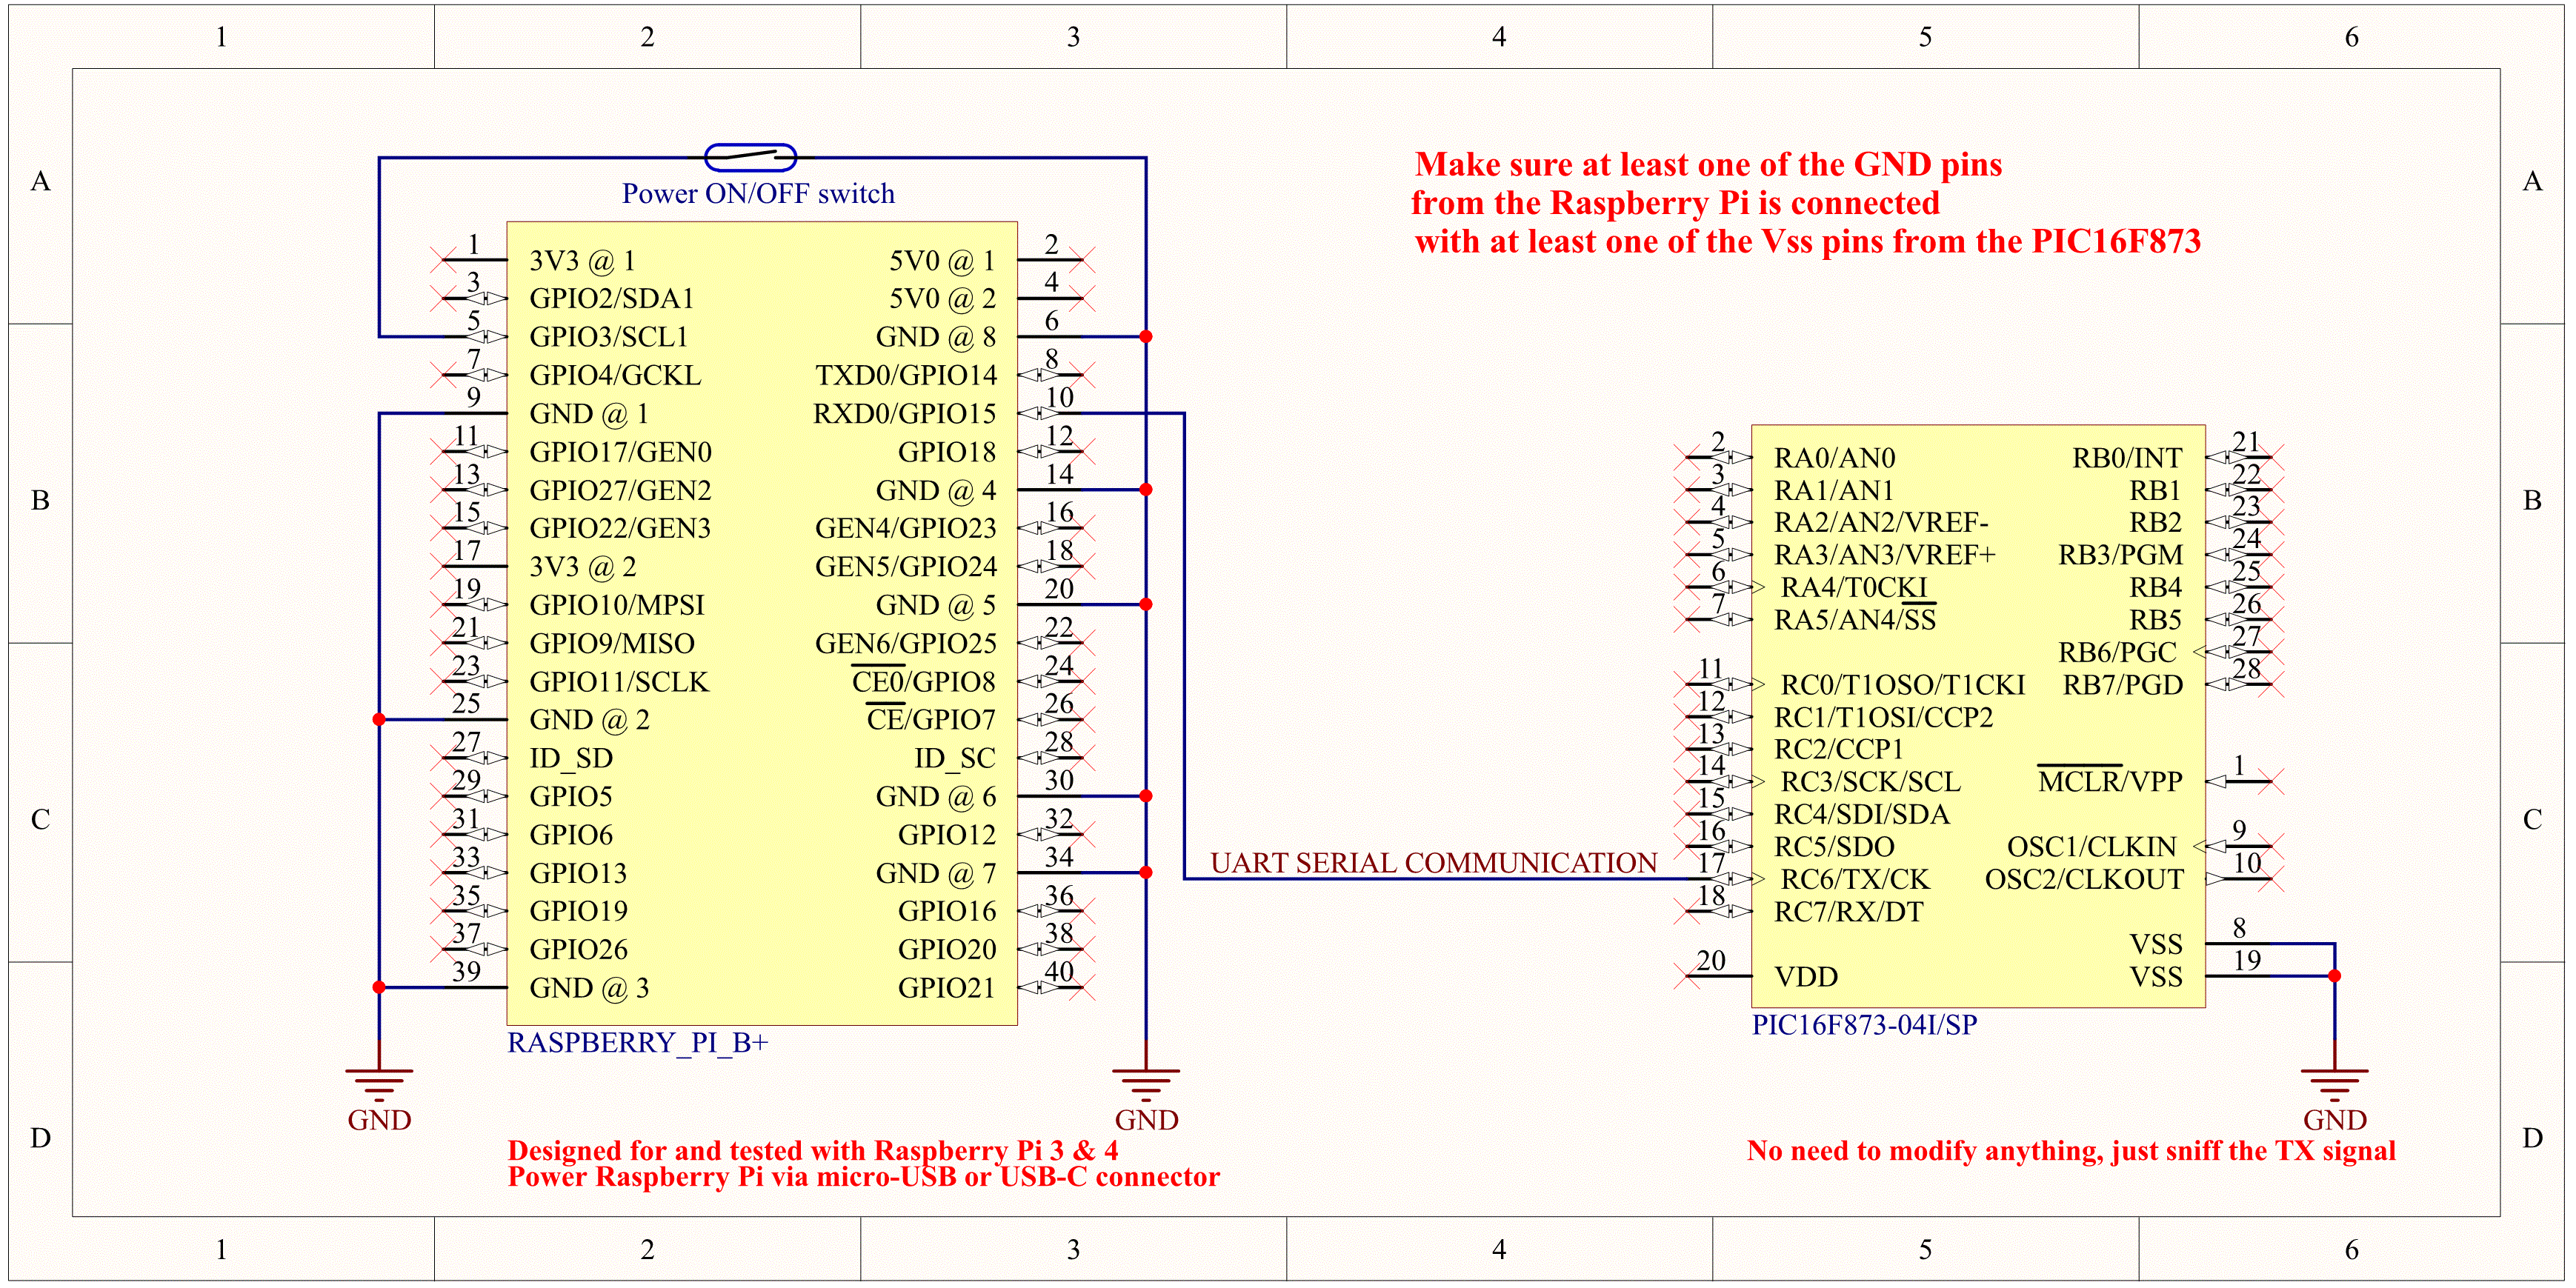 1 2 3 4 5 6
A A
B B
C C
D D
Power ON/OFF switch
Make sure at least one of the GND pins
from the Raspberry Pi is connected
with at least one of the Vss pins from the PIC16F873
1 3V3 @ 1 5V0 @ 1 2
3 GPIO2/SDA1 5V0 @ 2 4
5 GPIO3/SCL1 GND @ 8 6
7 GPIO4/GCKL TXD0/GPIO14 8
9 GND @ 1 RXD0/GPIO15 10
11 GPIO17/GEN0 GPIO18 12
13 GPIO27/GEN2 GND @ 4 14
15 GPIO22/GEN3 GEN4/GPIO23 16
17 3V3 @ 2 GEN5/GPIO24 18
19 GPIO10/MPSI GND @ 5 20
21 GPIO9/MISO GEN6/GPIO25 22
23 GPIO11/SCLK CE0/GPIO8 24
25 GND @ 2 CE/GPIO7 26
27 ID_SD ID_SC 28
29 GPIO5 GND @ 6 30
31 GPIO6 GPIO12 32
33 GPIO13 GND @ 7 34
35 GPIO19 GPIO16 36
37 GPIO26 GPIO20 38
39 GND @ 3 GPIO21 40
RASPBERRY_PI_B+
GND
GND
Designed for and tested with Raspberry Pi 3 & 4
Power Raspberry Pi via micro-USB or USB-C connector
UART SERIAL COMMUNICATION
2 RA0/AN0 RB0/INT 21
3 RA1/AN1 RB1 22
4 RA2/AN2/VREF- RB2 23
5 RA3/AN3/VREF+ RB3/PGM 24
6 RA4/T0CKI RB4 25
7 RA5/AN4/SS RB5 26
RB6/PGC 27
11 RC0/T1OSO/T1CKI RB7/PGD 28
12 RC1/T1OSI/CCP2
13 RC2/CCP1
14 RC3/SCK/SCL MCLR/VPP 1
15 RC4/SDI/SDA
16 RC5/SDO OSC1/CLKIN 9
17 RC6/TX/CK OSC2/CLKOUT 10
18 RC7/RX/DT
VSS 8
20 VDD VSS 19
PIC16F873-04I/SP
GND
No need to modify anything, just sniff the TX signal
1 2 3 4 5 6